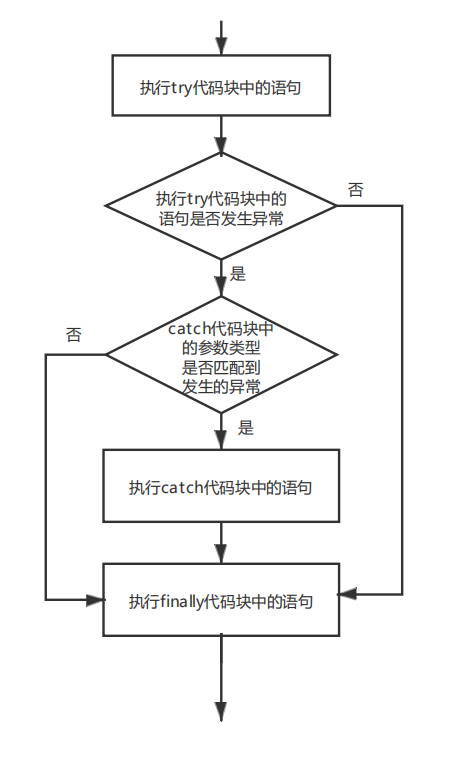 执行try代码块中的语句
执行try代码块中的
语句是否发生异常
否
是
否
catch代码块中
的参数类型
是否匹配到
发生的异常
是
执行catch代码块中的语句
执行finally代码块中的语句